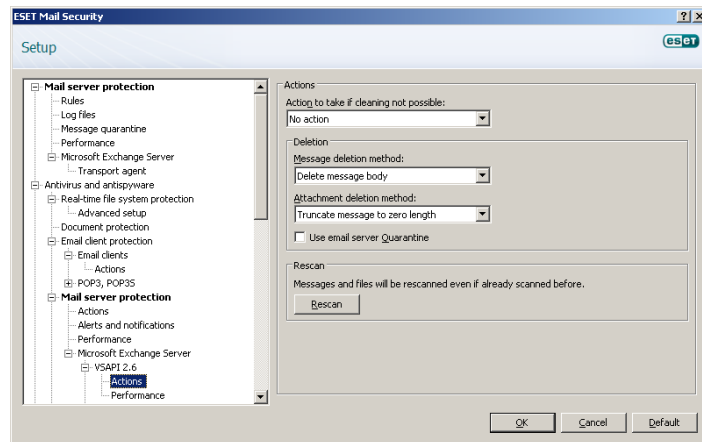 ESET Mail Security
Setup
eset
Mail server protection
Rules
Log files
Message quarantine
Performance
Microsoft Exchange Server
Transport agent
Antivirus and antispyware
Real-time file system protection
Advanced setup
Document protection
Email client protection
Email clients
Actions
POP3, POP3S
Mail server protection
Actions
Alerts and notifications
Performance
Microsoft Exchange Server
VSAPI 2.6
Actions
Performance
Actions
Action to take if cleaning not possible:
No action
Deletion
Message deletion method:
Delete message body
Attachment deletion method:
Truncate message to zero length
Use email server Quarantine
Rescan
Messages and files will be rescanned even if already scanned before.
Rescan
OK
Cancel
Default